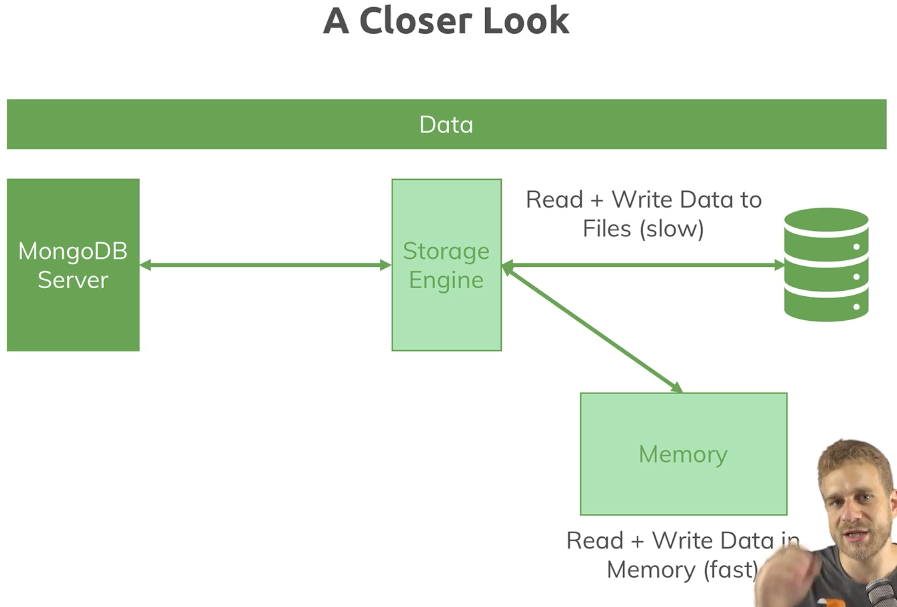 A Closer Look
Data
MongoDB
Server
Storage
Engine
Read + Write Data to
Files (slow)
Memory
Read + Write Data in
Memory (fast)